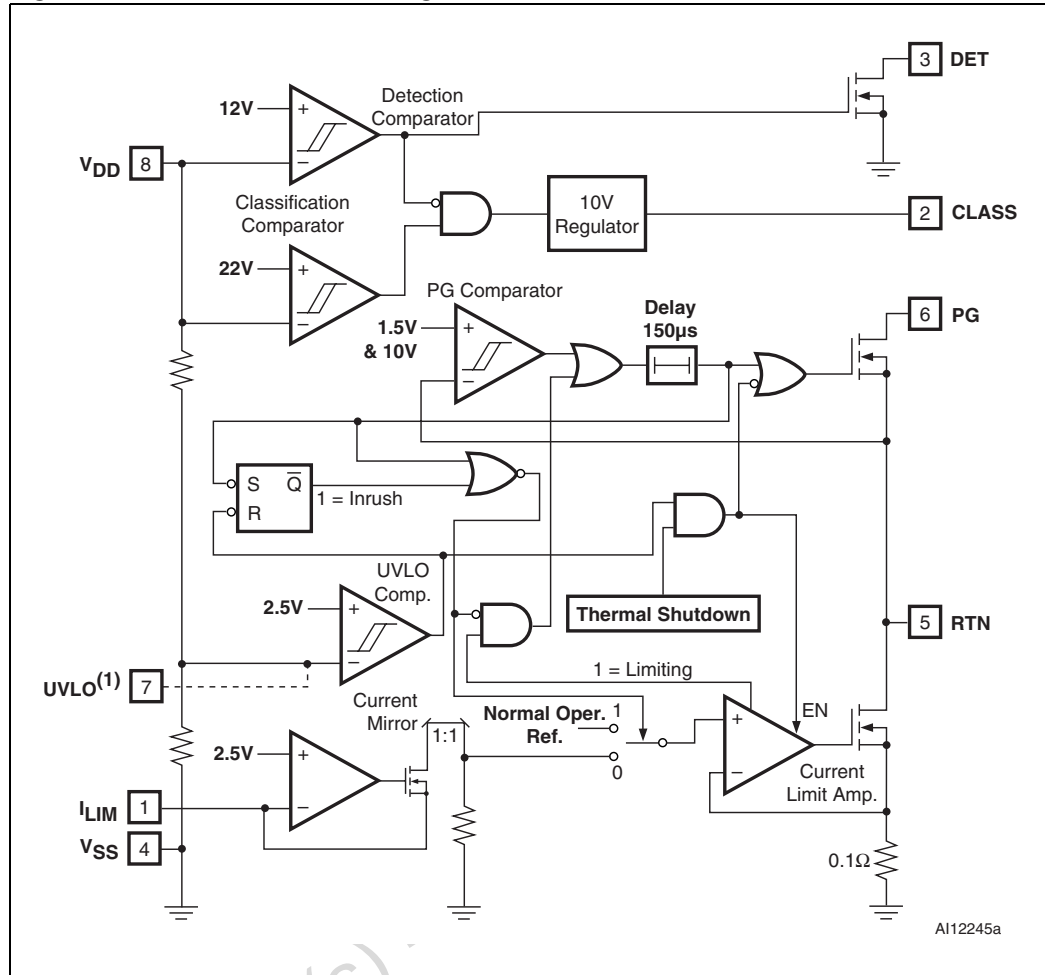 3 DET
Detection
Comparator
12V
+
−
VDD 8
Classification
Comparator
10V
Regulator
2 CLASS
22V
+
−
PG Comparator
Delay
150µs
6 PG
1.5V
& 10V
+
−
S Q
R
1 = Inrush
UVLO
Comp.
2.5V
+
−
Thermal Shutdown
5 RTN
UVLO(1) 7
1 = Limiting
Current
Mirror
1:1
Normal Oper.
Ref.
1
0
EN
+
−
Current
Limit Amp.
2.5V
+
−
ILIM 1
VSS 4
0.1Ω
AI12245a
(s)